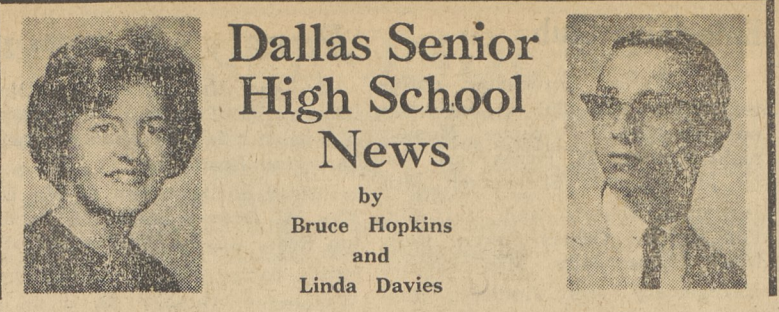 Dallas Senior
High School
News
by
Bruce Hopkins
and
Linda Davies